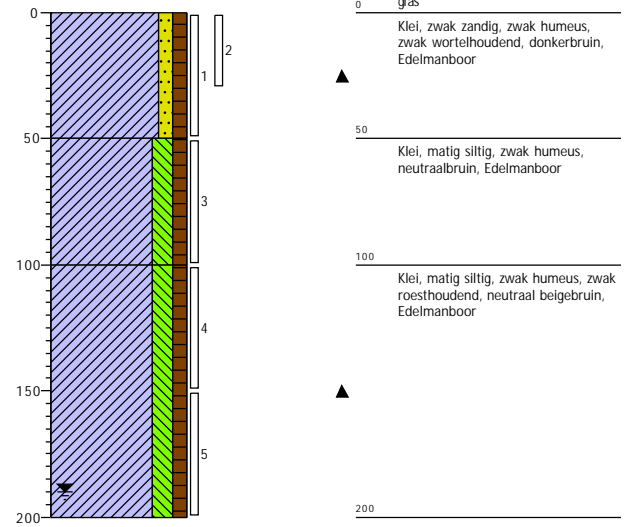 0
50
100
150
200
1
2
3
4
5
0
gras
Klei, zwak zandig, zwak humeus,
zwak wortelhoudend, donkerbruin,
Edelmanboor
50
Klei, matig siltig, zwak humeus,
neutraalbruin, Edelmanboor
100
Klei, matig siltig, zwak humeus, zwak
roesthoudend, neutraal beigebruin,
Edelmanboor
200